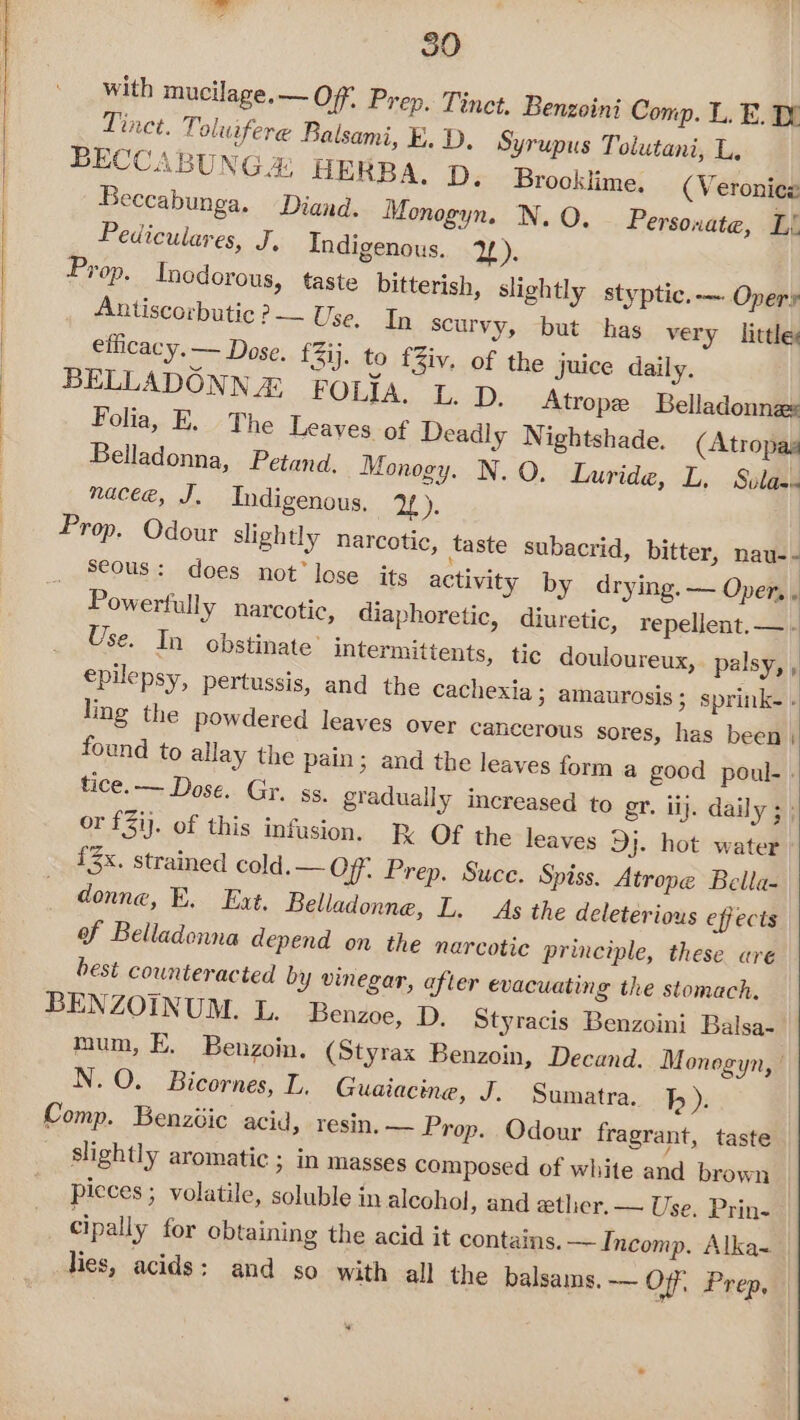 30
with mucilage.— Off. Prep. Tinct. Benzoini Comp. L. E. D
Tinct. Toluifere Balsami, E. D. Syrupus Tolutani, L.
BECCABUNGÆ HERBA. D. Brooklime. (Veronica
Beccabunga. Diand. Monogyn. N. O. Personatæ, L.
Pediculares, J. Indigenous. ♃).
Prop. Inodorous, taste bitterish, slightly styptic.— Oper.
Antiscorbutic?— Use. In scurvy, but has very little
efficacy.— Dose. fʒij. to fʒiv. of the juice daily.
BELLADONNÆ FOLIA. L. D. Atropæ Belladonnæ
Folia, E. The Leaves of Deadly Nightshade. (Atropa
Belladonna, Petand. Monogy. N. O. Luridæ, L. Sola-
naceæ, J. Indigenous. ♃).
Prop. Odour slightly narcotic, taste subacrid, bitter, nau-
seous: does not lose its activity by drying.— Oper.
Powerfully narcotic, diaphoretic, diuretic, repellent.—
Use. In obstinate intermittents, tic douloureux, palsy,
epilepsy, pertussis, and the cachexia; amaurosis; sprink-
ling the powdered leaves over cancerous sores, has been
found to allay the pain; and the leaves form a good poul-
tice.— Dose. Gr. ss. gradually increased to gr. iij. daily;
or fʒij. of this infusion. ℞ Of the leaves ℈j. hot water
f℥x. strained cold.— Off. Prep. Succ. Spiss. Atropæ Bella-
donnæ, E. Ext. Belladonnæ, L. As the deleterious effects
of Belladonna depend on the narcotic principle, these are
best counteracted by vinegar, after evacuating the stomach.
BENZOINUM. L. Benzoe, D. Styracis Benzoini Balsa-
mum, E. Benzoin. (Styrax Benzoin, Decand. Monogyn,
N. O. Bicornes, L. Guaiacinæ, J. Sumatra. ♄).
Comp. Benzöic acid, resin.— Prop. Odour fragrant, taste
slightly aromatic; in masses composed of white and brown
pieces; volatile, soluble in alcohol, and æther.— Use. Prin-
cipally for obtaining the acid it contains.— Incomp. Alka-
lies, acids: and so with all the balsams.— Off. Prep.